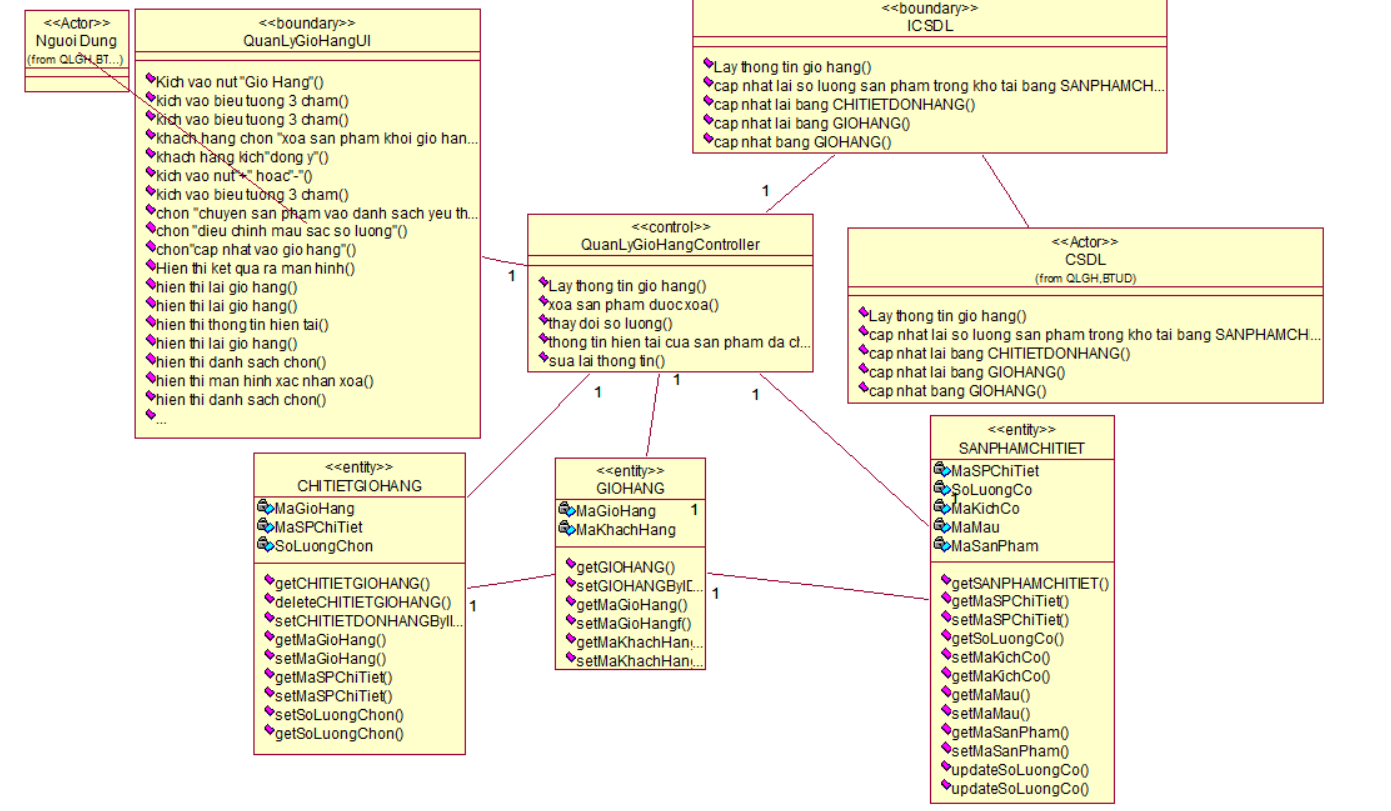 <<Actor>>
Nguoi Dung
(from QLGH,BT...)
<<boundary>>
QuanLyGioHangUI
Kich vao nut "Gio Hang"()
kich vao bieu tuong 3 cham()
kich vao bieu tuong 3 cham()
khach hang chon "xoa san pham khoi gio han...
khach hang kich"dong y"()
kich vao nut"+" hoac"-"()
kich vao bieu tuong 3 cham()
chon "chuyen san pham vao danh sach yeu th...
chon "dieu chinh mau sac so luong"()
chon"cap nhat vao gio hang"()
Hien thi ket qua ra man hinh()
hien thi lai gio hang()
hien thi lai gio hang()
hien thi thong tin hien tai()
hien thi lai gio hang()
hien thi danh sach chon()
hien thi man hinh xac nhan xoa()
hien thi danh sach chon()
...
<<boundary>>
ICSDL
Lay thong tin gio hang()
cap nhat lai so luong san pham trong kho tai bang SANPHAMCH...
cap nhat lai bang CHITIETDONHANG()
cap nhat lai bang GIOHANG()
cap nhat bang GIOHANG()
1
1
<<control>>
QuanLyGioHangController
Lay thong tin gio hang()
xoa san pham duoc xoa()
thay doi so luong()
thong tin hien tai cua san pham da ch...
sua lai thong tin()
1
1
1
<<Actor>>
CSDL
(from QLGH,BTUD)
Lay thong tin gio hang()
cap nhat lai so luong san pham trong kho tai bang SANPHAMCH...
cap nhat lai bang CHITIETDONHANG()
cap nhat lai bang GIOHANG()
cap nhat bang GIOHANG()
<<entity>>
CHITIETGIOHANG
MaGioHang
MaSPChiTiet
SoLuongChon
getCHITIETGIOHANG()
deleteCHITIETGIOHANG()
setCHITIETDONHANGByII...
getMaGioHang()
setMaGioHang()
getMaSPChiTiet()
setMaSPChiTiet()
setSoLuongChon()
getSoLuongChon()
1
<<entity>>
GIOHANG
MaGioHang
1
MaKhachHang
getGIOHANG()
setGIOHANGByID...
getMaGioHang()
setMaGioHangf()
getMaKhachHang...
setMaKhachHang...
1
<<entity>>
SANPHAMCHITIET
MaSPChiTiet
SoLuongCo
1
MaKichCo
MaMau
MaSanPham
getSANPHAMCHITIET()
getMaSPChiTiet()
setMaSPChiTiet()
getSoLuongCo()
setMaKichCo()
getMaKichCo()
getMaMau()
setMaMau()
getMaSanPham()
setMaSanPham()
updateSoLuongCo()
updateSoLuongCo()